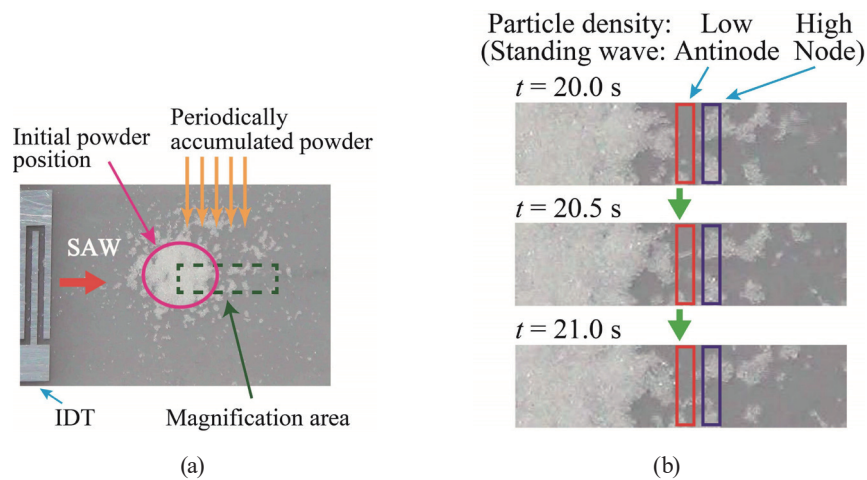 Periodically
accumulated powder
Initial powder
position
SAW
IDT
Magnification area
(a)
Particle density: Low High
(Standing wave: Antinode Node)
t = 20.0 s
t = 20.5 s
t = 21.0 s
(b)